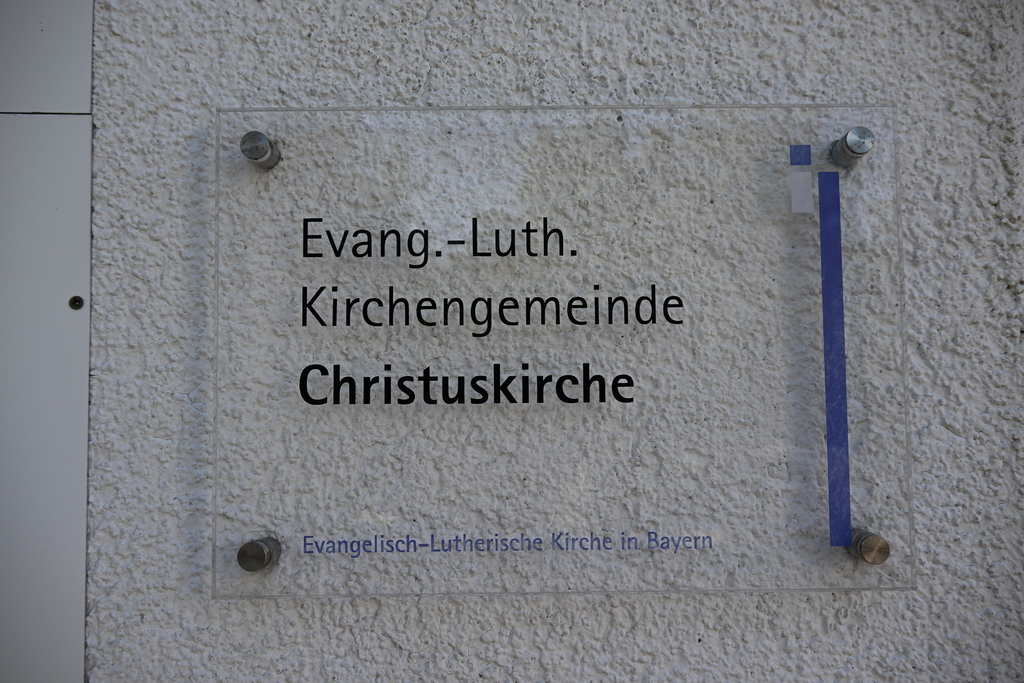 Evang.-Luth.
Kirchengemeinde
Christuskirche
Evangelisch-Lutherische Kirche in Bayern